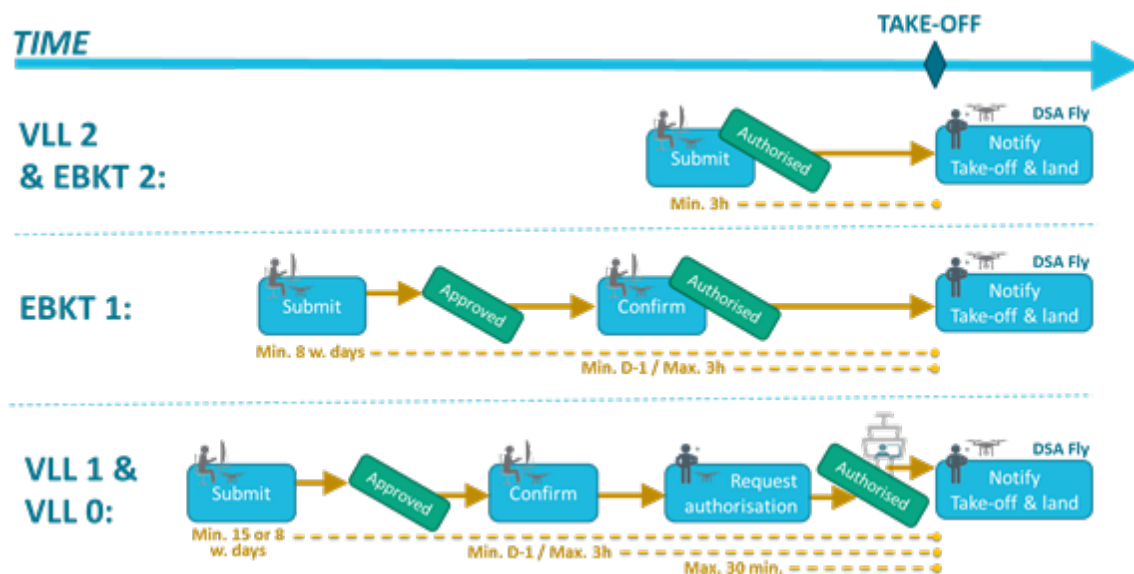 TIME
TAKE-OFF
VLL 2
& EBKT 2:
Submit
Authorised
DSA Fly
Notify
Take-off & land
Min. 3h
EBKT 1:
Submit
Approved
Confirm
Authorised
DSA Fly
Notify
Take-off & land
Min. 8 w. days
Min. D-1 / Max. 3h
VLL 1 &
VLL 0:
Submit
Approved
Confirm
Request
authorisation
Authorised
DSA Fly
Notify
Take-off & land
Min. 15 or 8
w. days
Min. D-1 / Max. 3h
Max. 30 min.